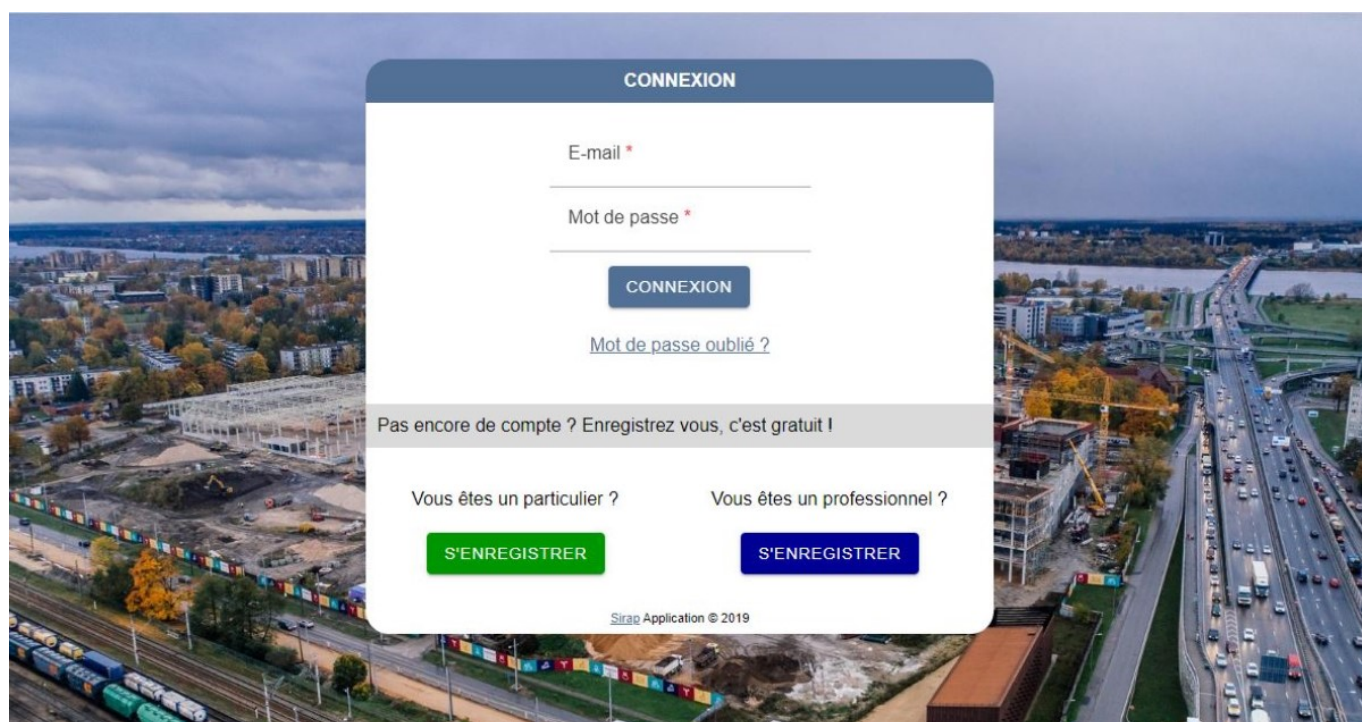 CONNEXION
E-mail *
Mot de passe *
CONNEXION
Mot de passe oublié ?
Pas encore de compte ? Enregistrez vous, c'est gratuit !
Vous êtes un particulier ? Vous êtes un professionnel ?
S'ENREGISTRER S'ENREGISTRER
Sirap Application © 2019